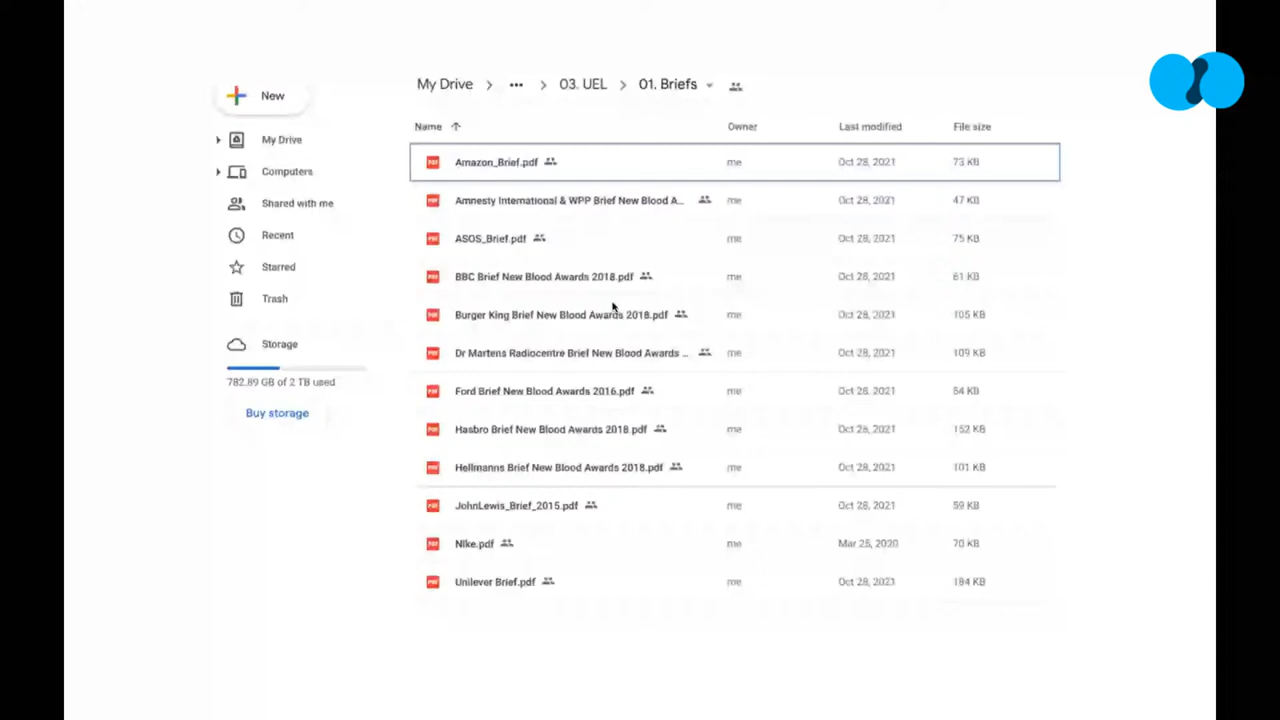 My Drive > ... > 03. UEL > 01. Briefs
New
Name Owner Last modified File size
My Drive
Computers
Shared with me
Recent
Starred
Trash
Storage
782.89 GB of 2 TB used
Buy storage
Amazon_Brief.pdf me Oct 28, 2021 73 KB
Amnesty International & WPP Brief New Blood A... me Oct 28, 2021 47 KB
ASOS_Brief.pdf me Oct 28, 2021 75 KB
BBC Brief New Blood Awards 2018.pdf me Oct 28, 2021 61 KB
Burger King Brief New Blood Awards 2018.pdf me Oct 28, 2021 105 KB
Dr Martens Radiocentre Brief New Blood Awards ... me Oct 28, 2021 109 KB
Ford Brief New Blood Awards 2016.pdf me Oct 28, 2021 KB
Hasbro Brief New Blood Awards 2018.pdf me Oct 28, 2021 152 KB
Hellmanns Brief New Blood Awards 2018.pdf me Oct 28, 2021 101 KB
JohnLewis_Brief_2015.pdf me Oct 28, 2021 59 KB
Nike.pdf me Mar 25, 2020 70 KB
Unilever Brief.pdf me Oct 28, 2021 KB